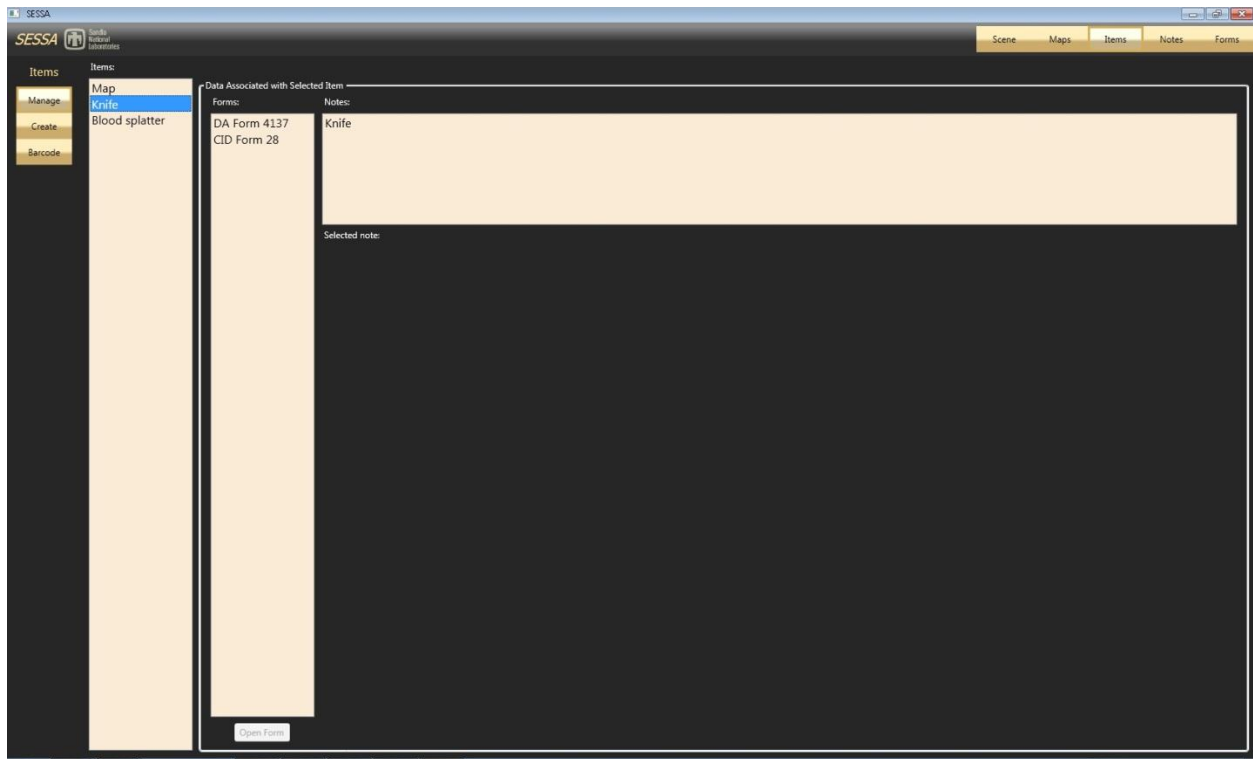 SESSA
SESSA Sandia National Laboratories
Scene Maps Items Notes Forms
Items
Manage
Create
Barcode
Items:
Map
Knife
Blood splatter
Data Associated with Selected Item
Forms:
DA Form 4137
CID Form 28
Open Form
Notes:
Knife
Selected note: